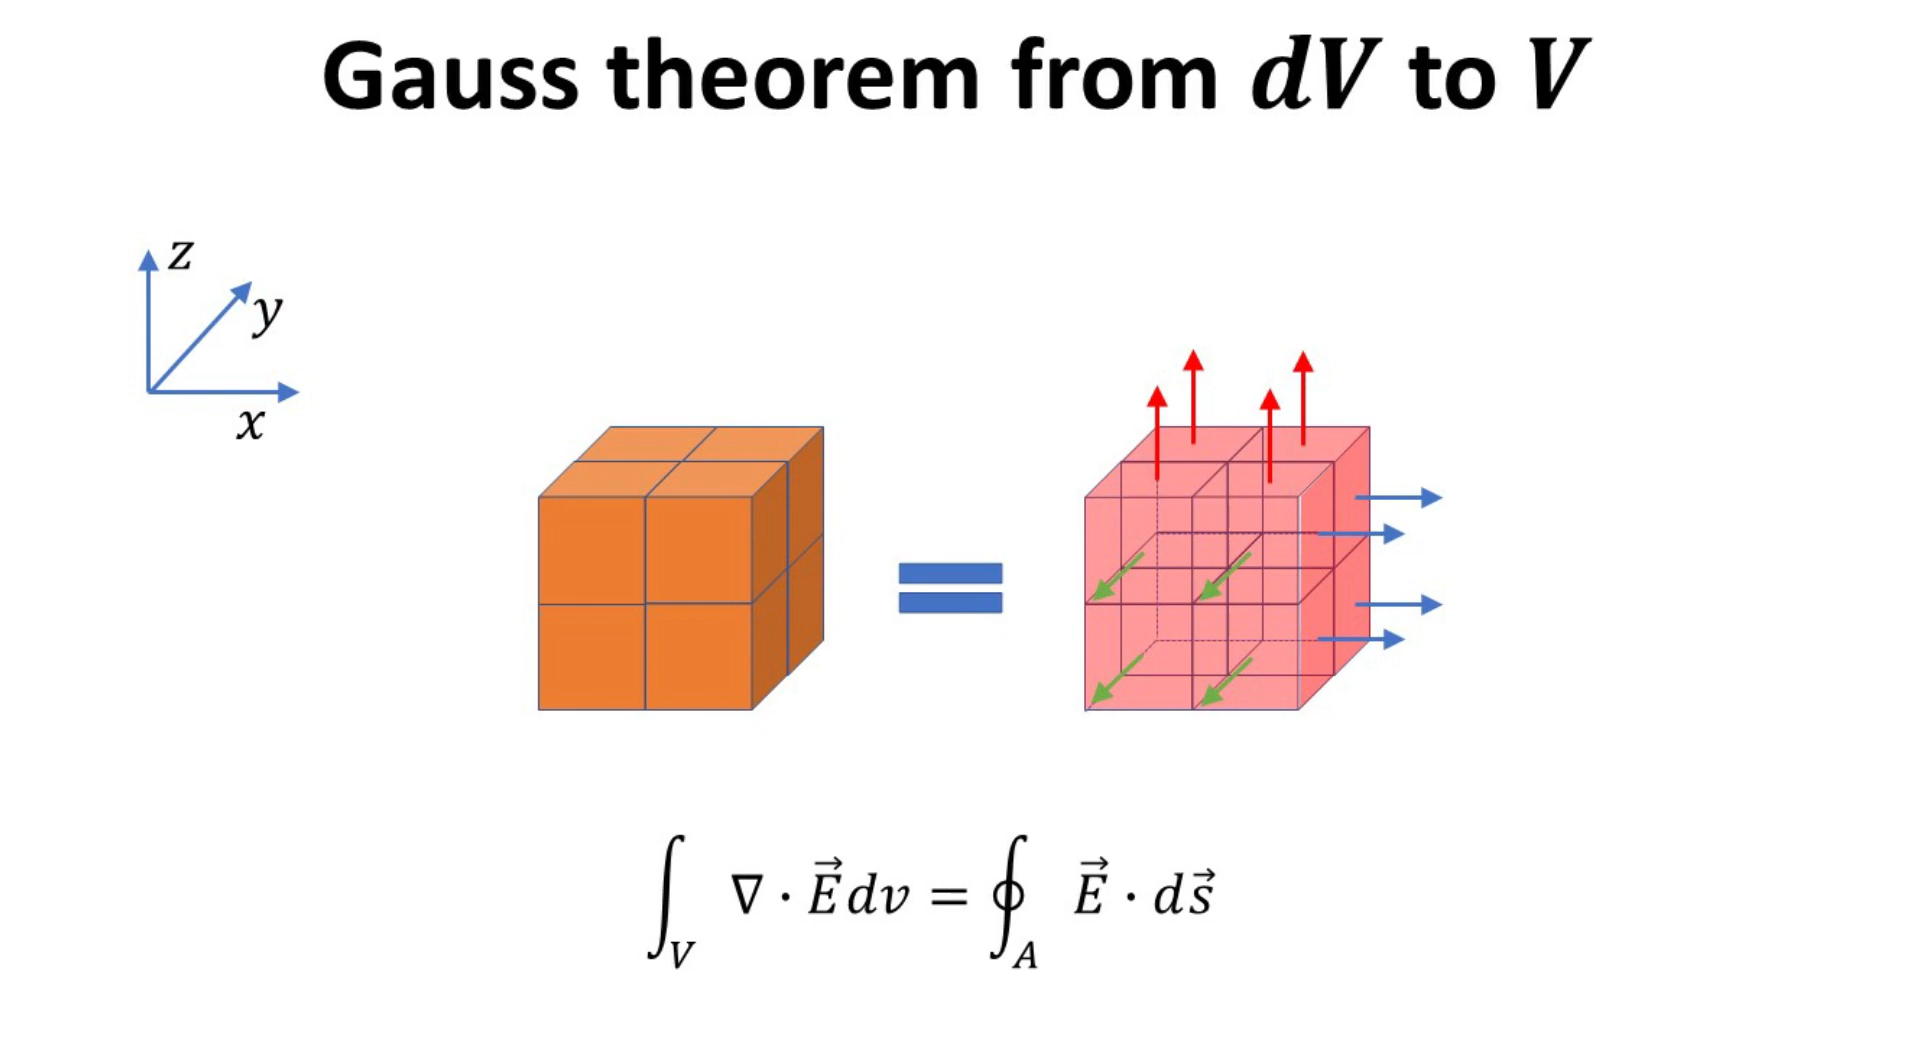 Gauss theorem from dV to V
z
y
x
∫_V ∇ · E⃗ dv = ∮_A E⃗ · ds⃗